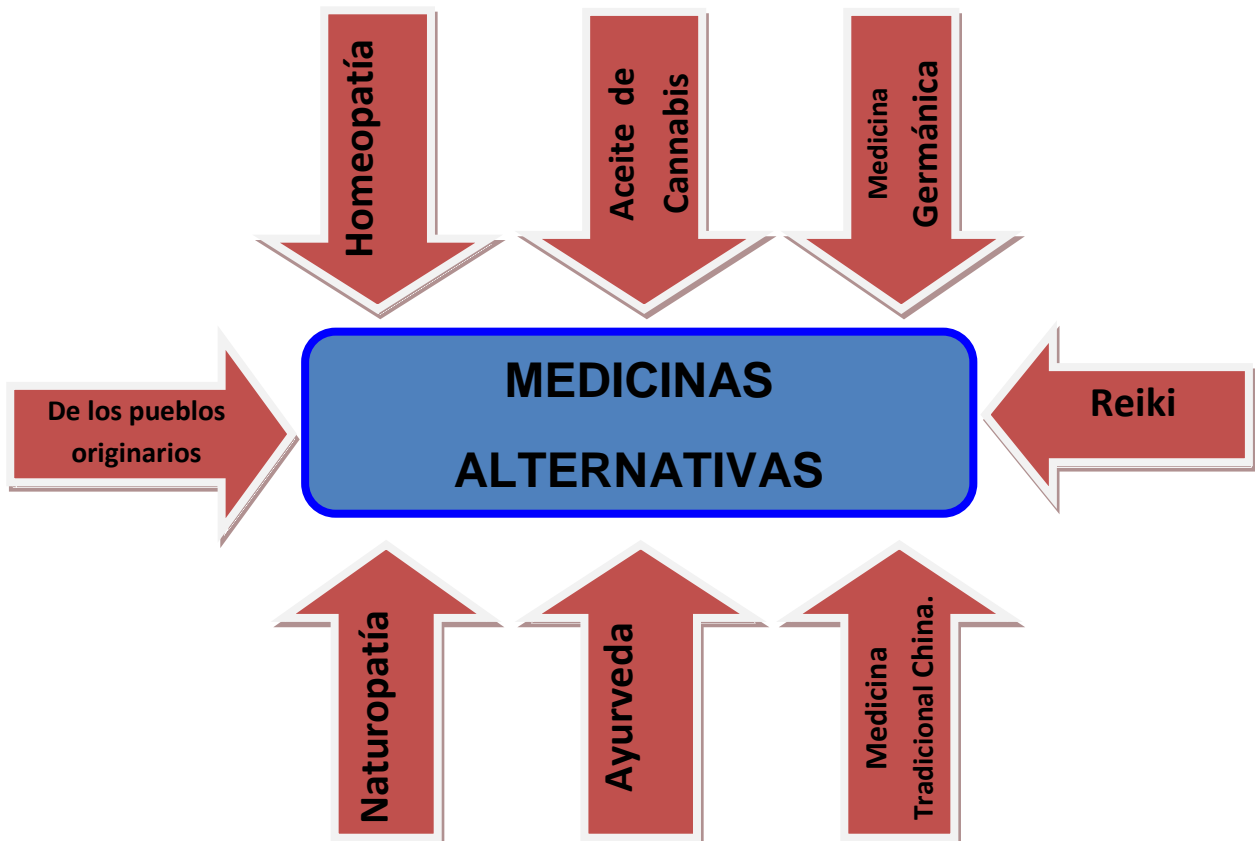 Homeopatía
Aceite de
Cannabis
Medicina
Germánica
De los pueblos
originarios
MEDICINAS
ALTERNATIVAS
Reiki
Naturopatía
Ayurveda
Medicina
Tradicional China.